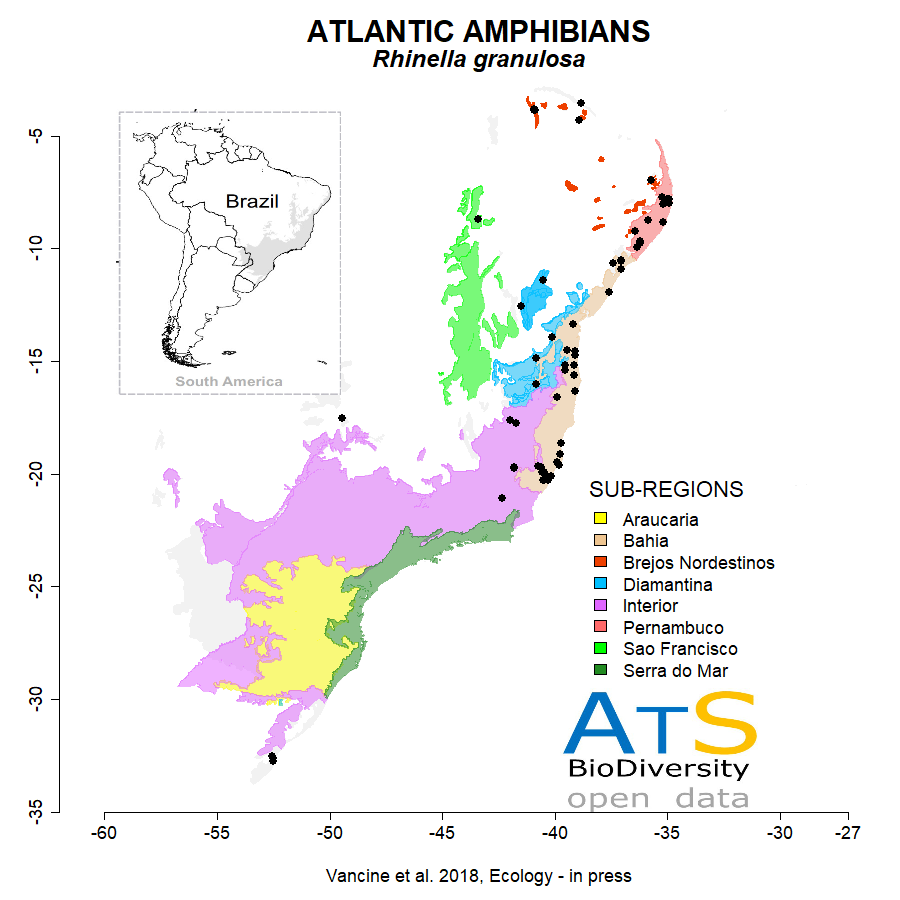 ATLANTIC AMPHIBIANS
Rhinella granulosa
Brazil
South America
-5
-10
-15
-20
-25
-30
-35
SUB-REGIONS
Araucaria
Bahia
Brejos Nordestinos
Diamantina
Interior
Pernambuco
Sao Francisco
Serra do Mar
ATS
BioDiversity
open data
-60
-55
-50
-45
-40
-35
-30
-27
Vancine et al. 2018, Ecology - in press